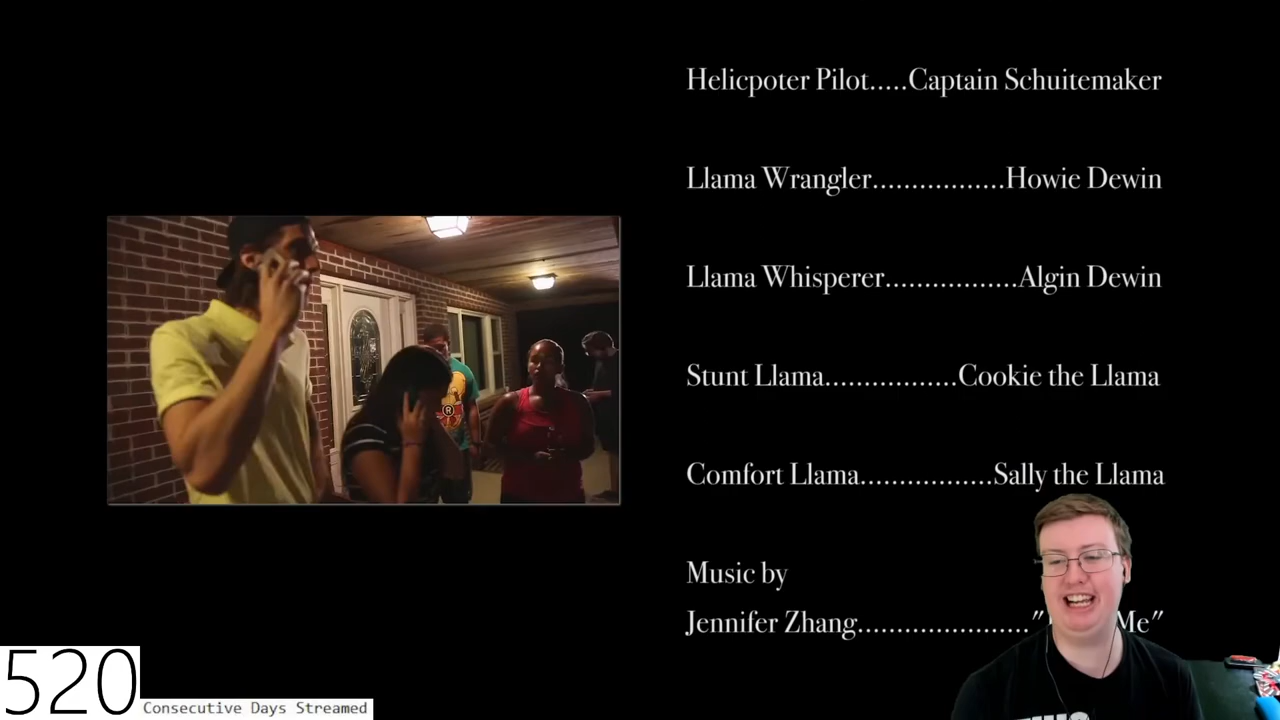 Helicpoter Pilot.....Captain Schuitemaker
Llama Wrangler.................Howie Dewin
Llama Whisperer.................Algin Dewin
Stunt Llama.................Cookie the Llama
Comfort Llama.................Sally the Llama
Music by
Jennifer Zhang......................" Me"
520
Consecutive Days Streamed